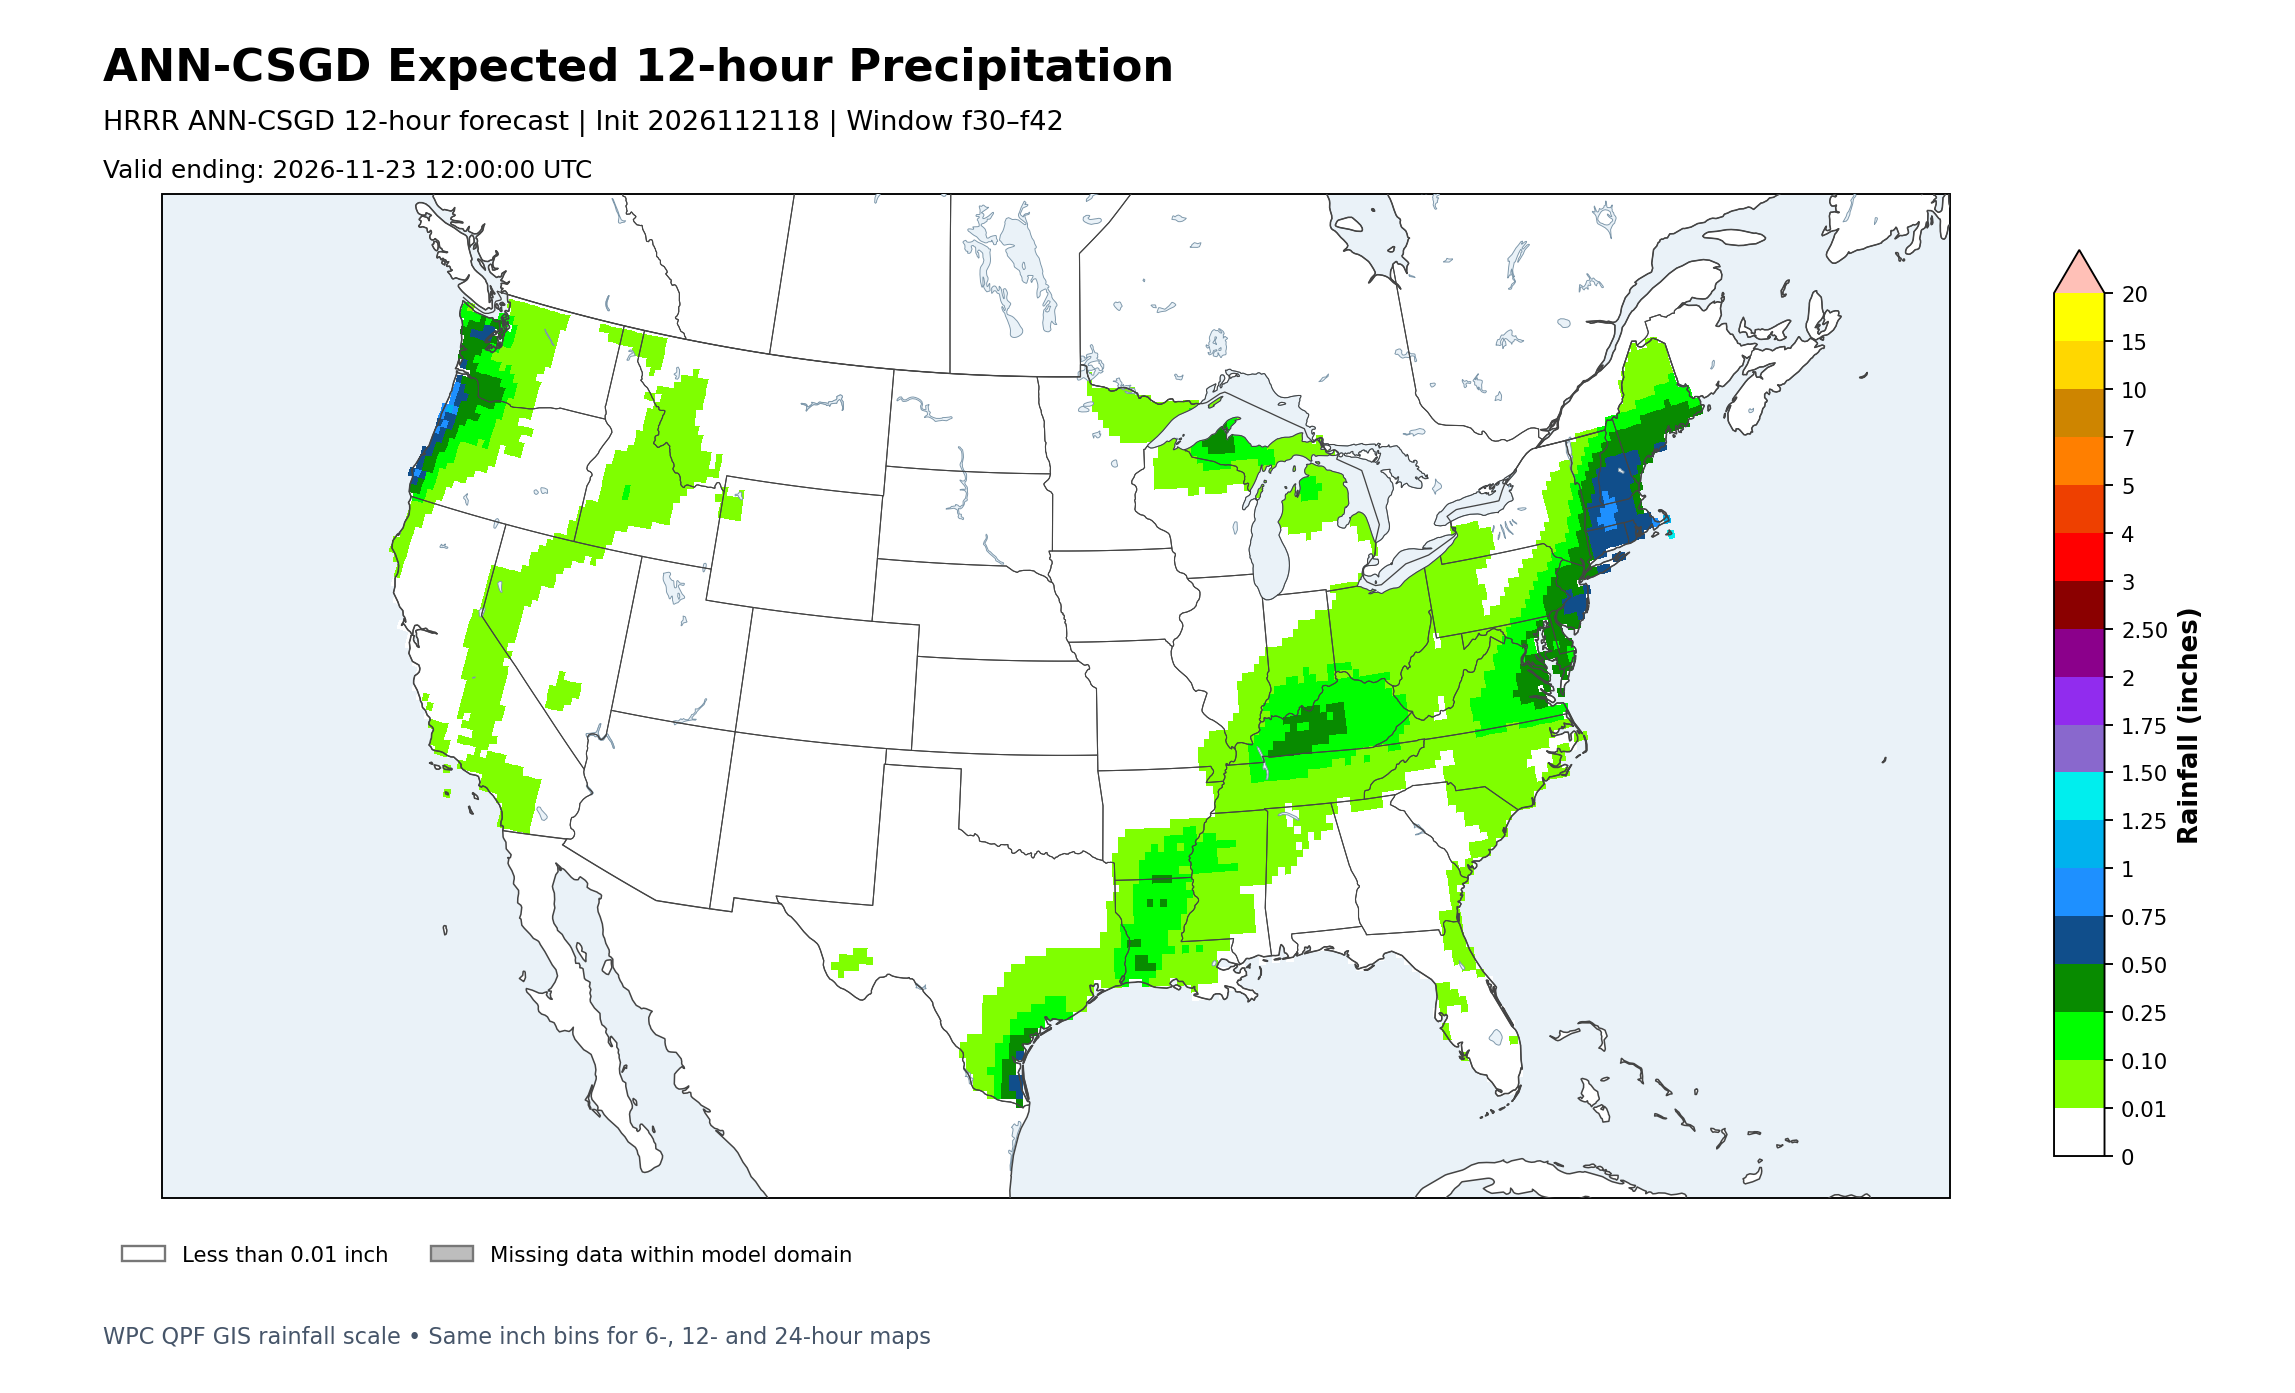 ANN-CSGD Expected 12-hour Precipitation
HRRR ANN-CSGD 12-hour forecast | Init 2026112118 | Window f30–f42
Valid ending: 2026-11-23 12:00:00 UTC
20
15
10
7
5
4
3
2.50
2
1.75
1.50
1.25
1
0.75
0.50
0.25
0.10
0.01
0
Rainfall (inches)
Less than 0.01 inch
Missing data within model domain
WPC QPF GIS rainfall scale • Same inch bins for 6-, 12- and 24-hour maps